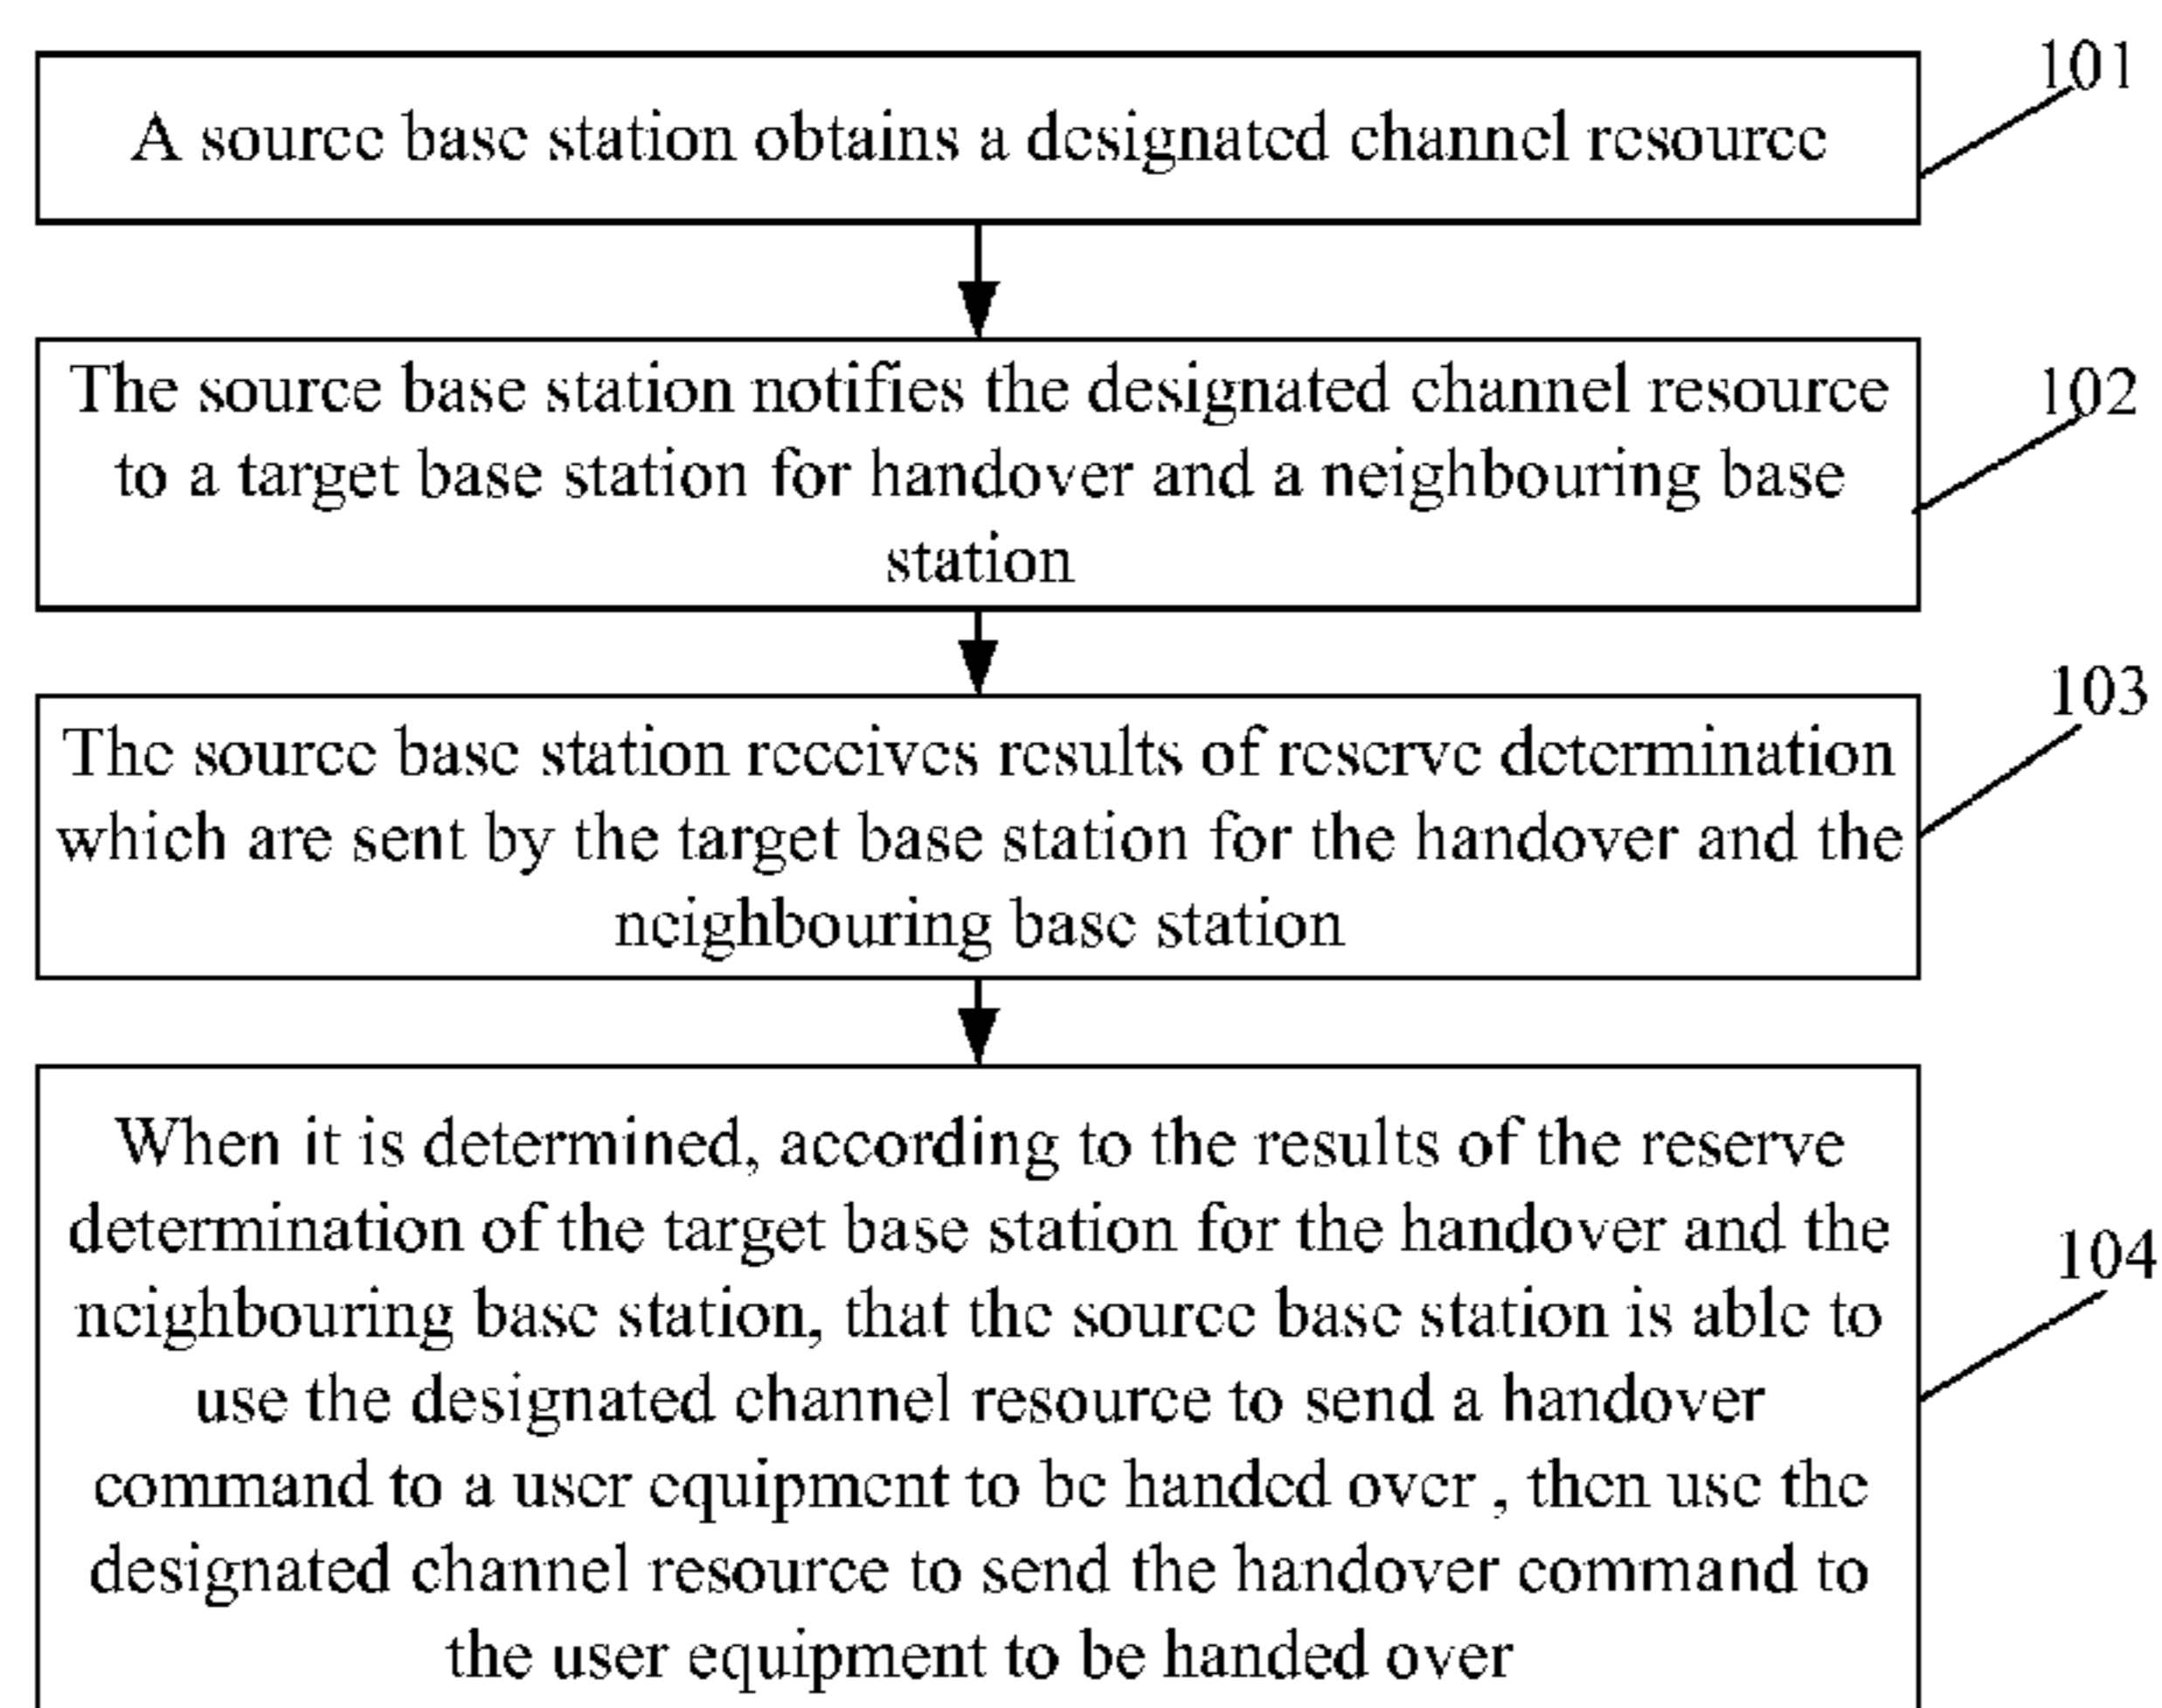 101
A source base station obtains a designated channel resource
102
The source base station notifies the designated channel resource
to a target base station for handover and a neighbouring base
station
103
The source base station receives results of reserve determination
which are sent by the target base station for the handover and the
neighbouring base station
104
When it is determined, according to the results of the reserve
determination of the target base station for the handover and the
neighbouring base station, that the source base station is able to
use the designated channel resource to send a handover
command to a user equipment to be handed over , then use the
designated channel resource to send the handover command to
the user equipment to be handed over